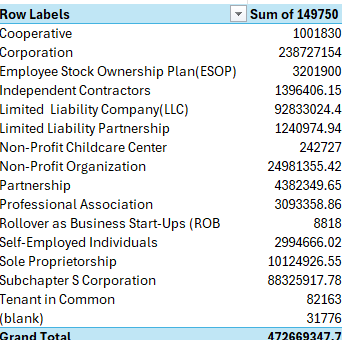 Row Labels Sum of 149750
Cooperative 1001830
Corporation 238727154
Employee Stock Ownership Plan(ESOP) 3201900
Independent Contractors 1396406.15
Limited  Liability Company(LLC) 92833024.4
Limited Liability Partnership 1240974.94
Non-Profit Childcare Center 242727
Non-Profit Organization 24981355.42
Partnership 4382349.65
Professional Association 3093358.86
Rollover as Business Start-Ups (ROB 8818
Self-Employed Individuals 2994666.02
Sole Proprietorship 10124926.55
Subchapter S Corporation 88325917.78
Tenant in Common 82163
(blank) 31776
Grand Total 472669347.7